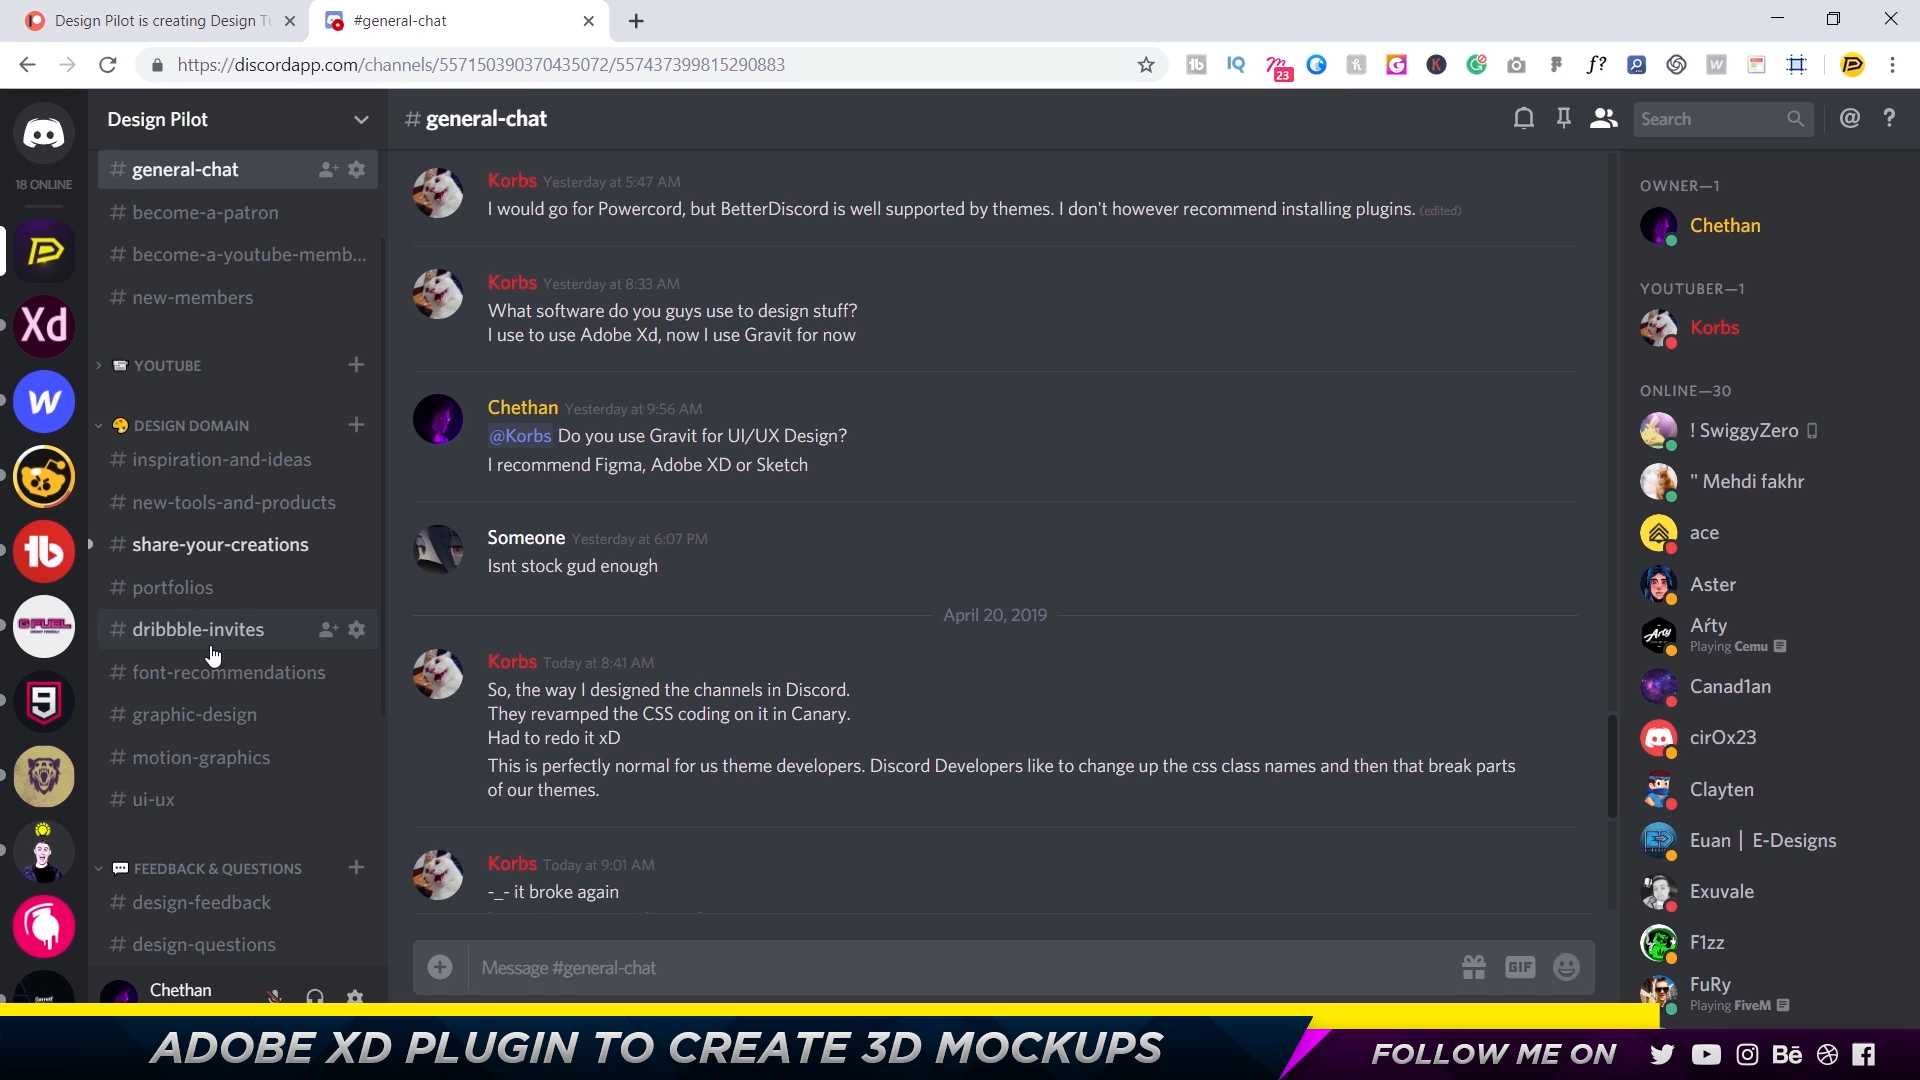 Design Pilot is creating Design Tu
#general-chat
https://discordapp.com/channels/557150390370435072/557437399815290883
23
Design Pilot
# general-chat
Search
18 ONLINE
# general-chat
# become-a-patron
# become-a-youtube-memb...
# new-members
YOUTUBE
DESIGN DOMAIN
# inspiration-and-ideas
# new-tools-and-products
# share-your-creations
# portfolios
# dribbble-invites
# font-recommendations
# graphic-design
# motion-graphics
# ui-ux
FEEDBACK & QUESTIONS
# design-feedback
# design-questions
Chethan
Xd
G FUEL
Korbs Yesterday at 5:47 AM
I would go for Powercord, but BetterDiscord is well supported by themes. I don't however recommend installing plugins. (edited)
Korbs Yesterday at 8:33 AM
What software do you guys use to design stuff?
I use to use Adobe Xd, now I use Gravit for now
Chethan Yesterday at 9:56 AM
@Korbs Do you use Gravit for UI/UX Design?
I recommend Figma, Adobe XD or Sketch
Someone Yesterday at 6:07 PM
Isnt stock gud enough
April 20, 2019
Korbs Today at 8:41 AM
So, the way I designed the channels in Discord.
They revamped the CSS coding on it in Canary.
Had to redo it xD
This is perfectly normal for us theme developers. Discord Developers like to change up the css class names and then that break parts
of our themes.
Korbs Today at 9:01 AM
-_- it broke again
Message #general-chat
GIF
OWNER—1
Chethan
YOUTUBER—1
Korbs
ONLINE—30
! SwiggyZero
" Mehdi fakhr
ace
Aster
Aŕty
Playing Cemu
Canad1an
cirOx23
Clayten
Euan | E-Designs
Exuvale
F1zz
FuRy
Playing FiveM
ADOBE XD PLUGIN TO CREATE 3D MOCKUPS
FOLLOW ME ON
Bē